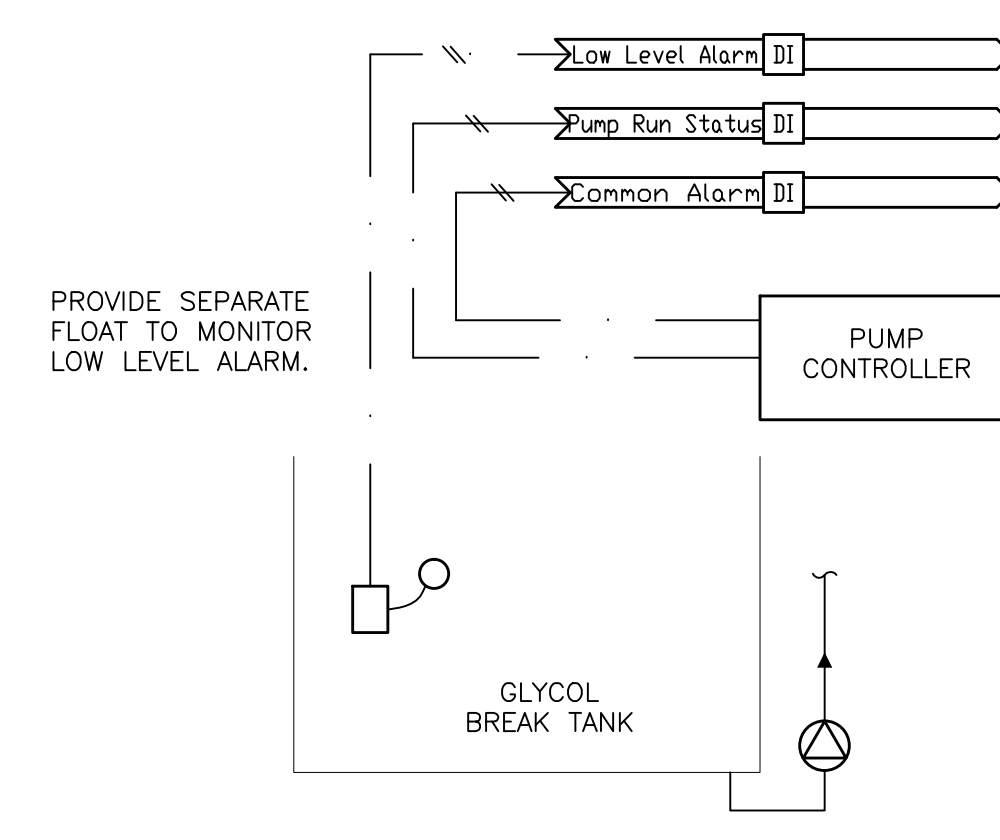 Low Level Alarm DI
Pump Run Status DI
Common Alarm DI
PROVIDE SEPARATE
FLOAT TO MONITOR
LOW LEVEL ALARM.
PUMP
CONTROLLER
GLYCOL
BREAK TANK